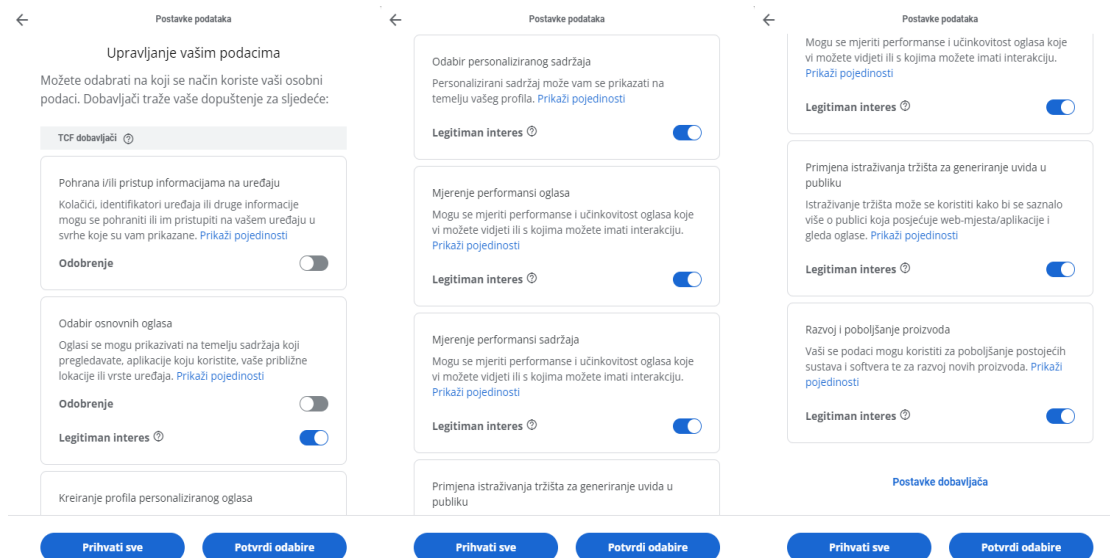 Postavke podataka
Upravljanje vašim podacima
Možete odabrati na koji se način koriste vaši osobni
podaci. Dobavljači traže vaše dopuštenje za sljedeće:
TCF dobavljači
Pohrana i/ili pristup informacijama na uređaju
Kolačići, identifikatori uređaja ili druge informacije
mogu se pohraniti ili im pristupiti na vašem uređaju u
svrhe koje su vam prikazane. Prikaži pojedinosti
Odobrenje
Odabir osnovnih oglasa
Oglasi se mogu prikazivati na temelju sadržaja koji
pregledavate, aplikacije koju koristite, vaše približne
lokacije ili vrste uređaja. Prikaži pojedinosti
Odobrenje
Legitiman interes
Kreiranje profila personaliziranog oglasa
Prihvati sve
Potvrdi odabire
Postavke podataka
Odabir personaliziranog sadržaja
Personalizirani sadržaj može vam se prikazati na
temelju vašeg profila. Prikaži pojedinosti
Legitiman interes
Mjerenje performansi oglasa
Mogu se mjeriti performanse i učinkovitost oglasa koje
vi možete vidjeti ili s kojima možete imati interakciju.
Prikaži pojedinosti
Legitiman interes
Mjerenje performansi sadržaja
Mogu se mjeriti performanse i učinkovitost oglasa koje
vi možete vidjeti ili s kojima možete imati interakciju.
Prikaži pojedinosti
Legitiman interes
Primjena istraživanja tržišta za generiranje uvida u
publiku
Prihvati sve
Potvrdi odabire
Postavke podataka
Mogu se mjeriti performanse i učinkovitost oglasa koje
vi možete vidjeti ili s kojima možete imati interakciju.
Prikaži pojedinosti
Legitiman interes
Primjena istraživanja tržišta za generiranje uvida u
publiku
Istraživanje tržišta može se koristiti kako bi se saznalo
više o publici koja posjećuje web-mjesta/aplikacije i
gleda oglase. Prikaži pojedinosti
Legitiman interes
Razvoj i poboljšanje proizvoda
Vaši se podaci mogu koristiti za poboljšanje postojećih
sustava i softvera te za razvoj novih proizvoda. Prikaži
pojedinosti
Legitiman interes
Postavke dobavljača
Prihvati sve
Potvrdi odabire